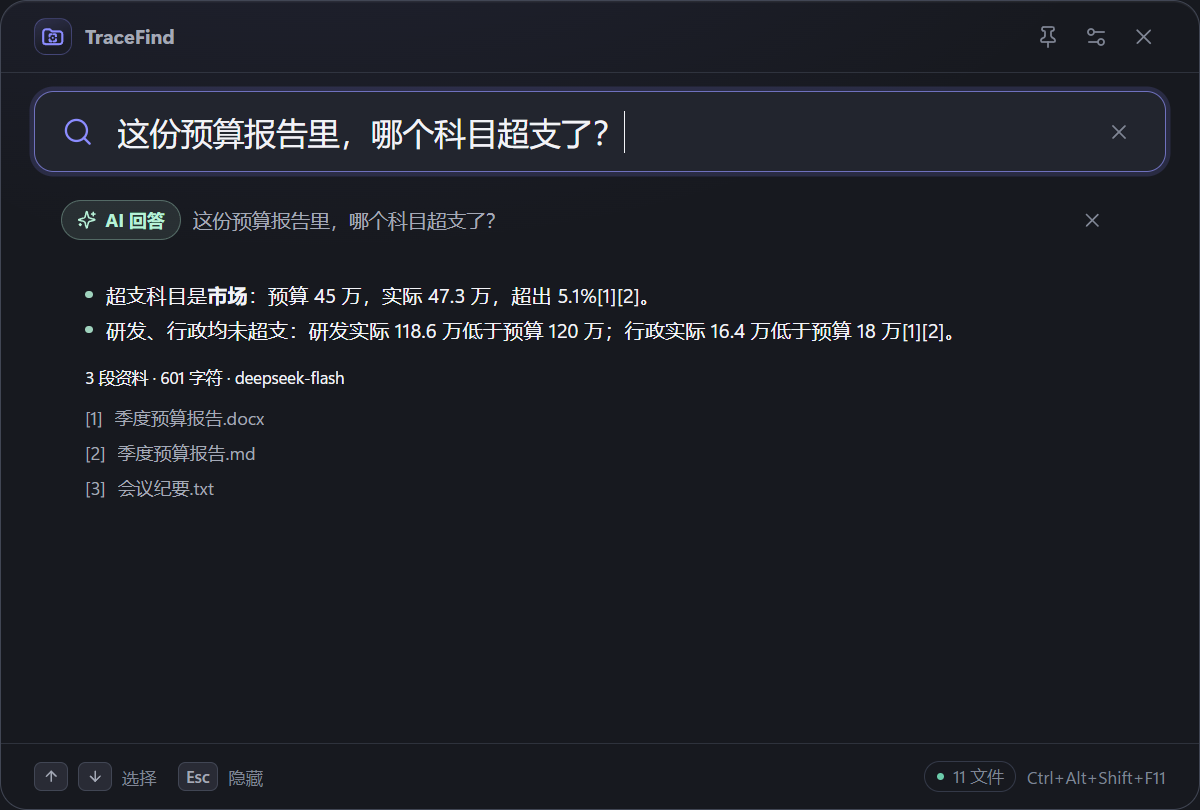 TraceFind
这份预算报告里，哪个科目超支了？
AI 回答 这份预算报告里，哪个科目超支了？
超支科目是市场：预算 45 万，实际 47.3 万，超出 5.1%[1][2]。
研发、行政均未超支：研发实际 118.6 万低于预算 120 万；行政实际 16.4 万低于预算 18 万[1][2]。
3 段资料 · 601 字符 · deepseek-flash
[1] 季度预算报告.docx
[2] 季度预算报告.md
[3] 会议纪要.txt
↑ ↓ 选择 Esc 隐藏 11 文件 Ctrl+Alt+Shift+F11